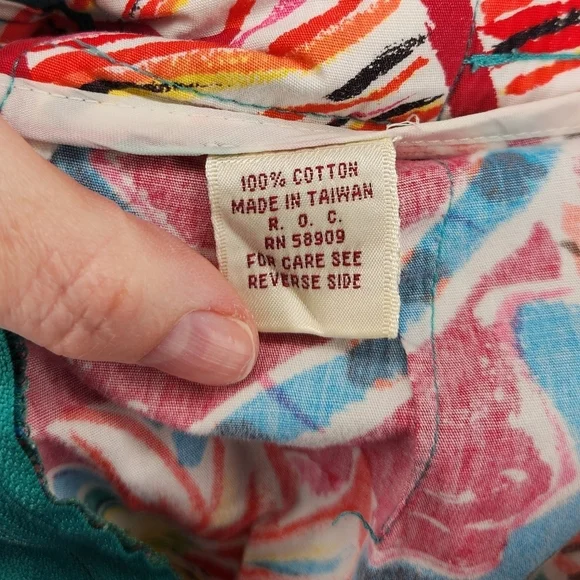 100% COTTON
MADE IN TAIWAN
R. O. C.
RN 58909
FOR CARE SEE
REVERSE SIDE